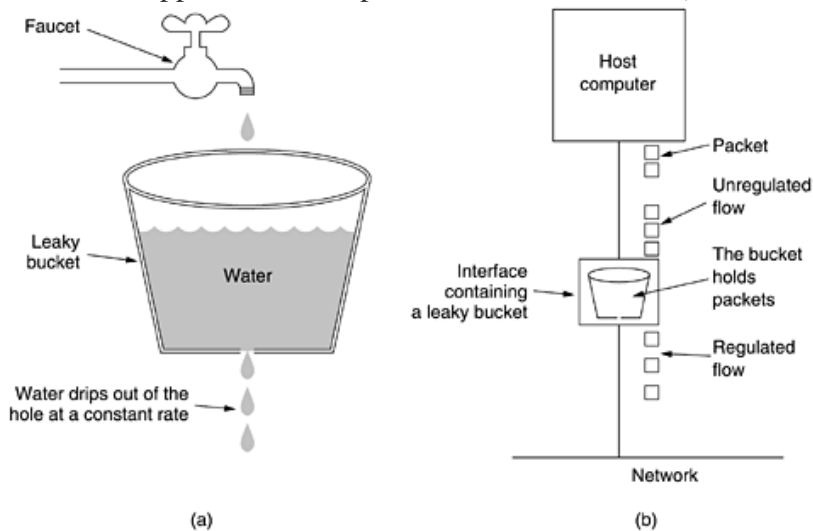 Faucet
Leaky
bucket
Water
Water drips out of the
hole at a constant rate
(a)
Host
computer
Packet
Unregulated
flow
Interface
containing
a leaky bucket
The bucket
holds
packets
Regulated
flow
Network
(b)